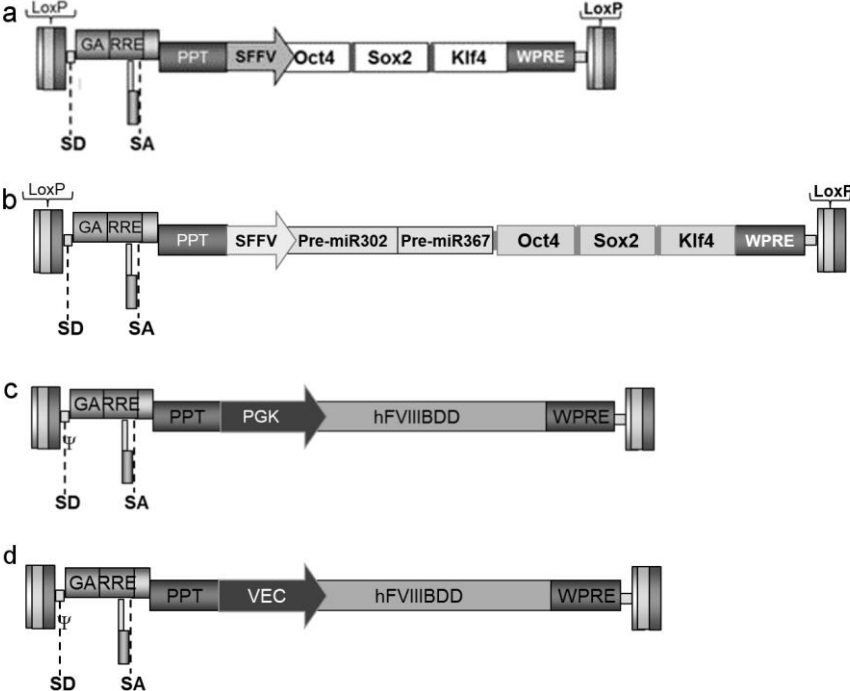 a
LoxP
LoxP
GA RRE PPT SFFV Oct4 Sox2 Klf4 WPRE
SD SA
b
LoxP
LoxP
GA RRE PPT SFFV Pre-miR302 Pre-miR367 Oct4 Sox2 Klf4 WPRE
SD SA
c
GA RRE PPT PGK hFVIIIBDD WPRE
Ψ
SD SA
d
GA RRE PPT VEC hFVIIIBDD WPRE
Ψ
SD SA